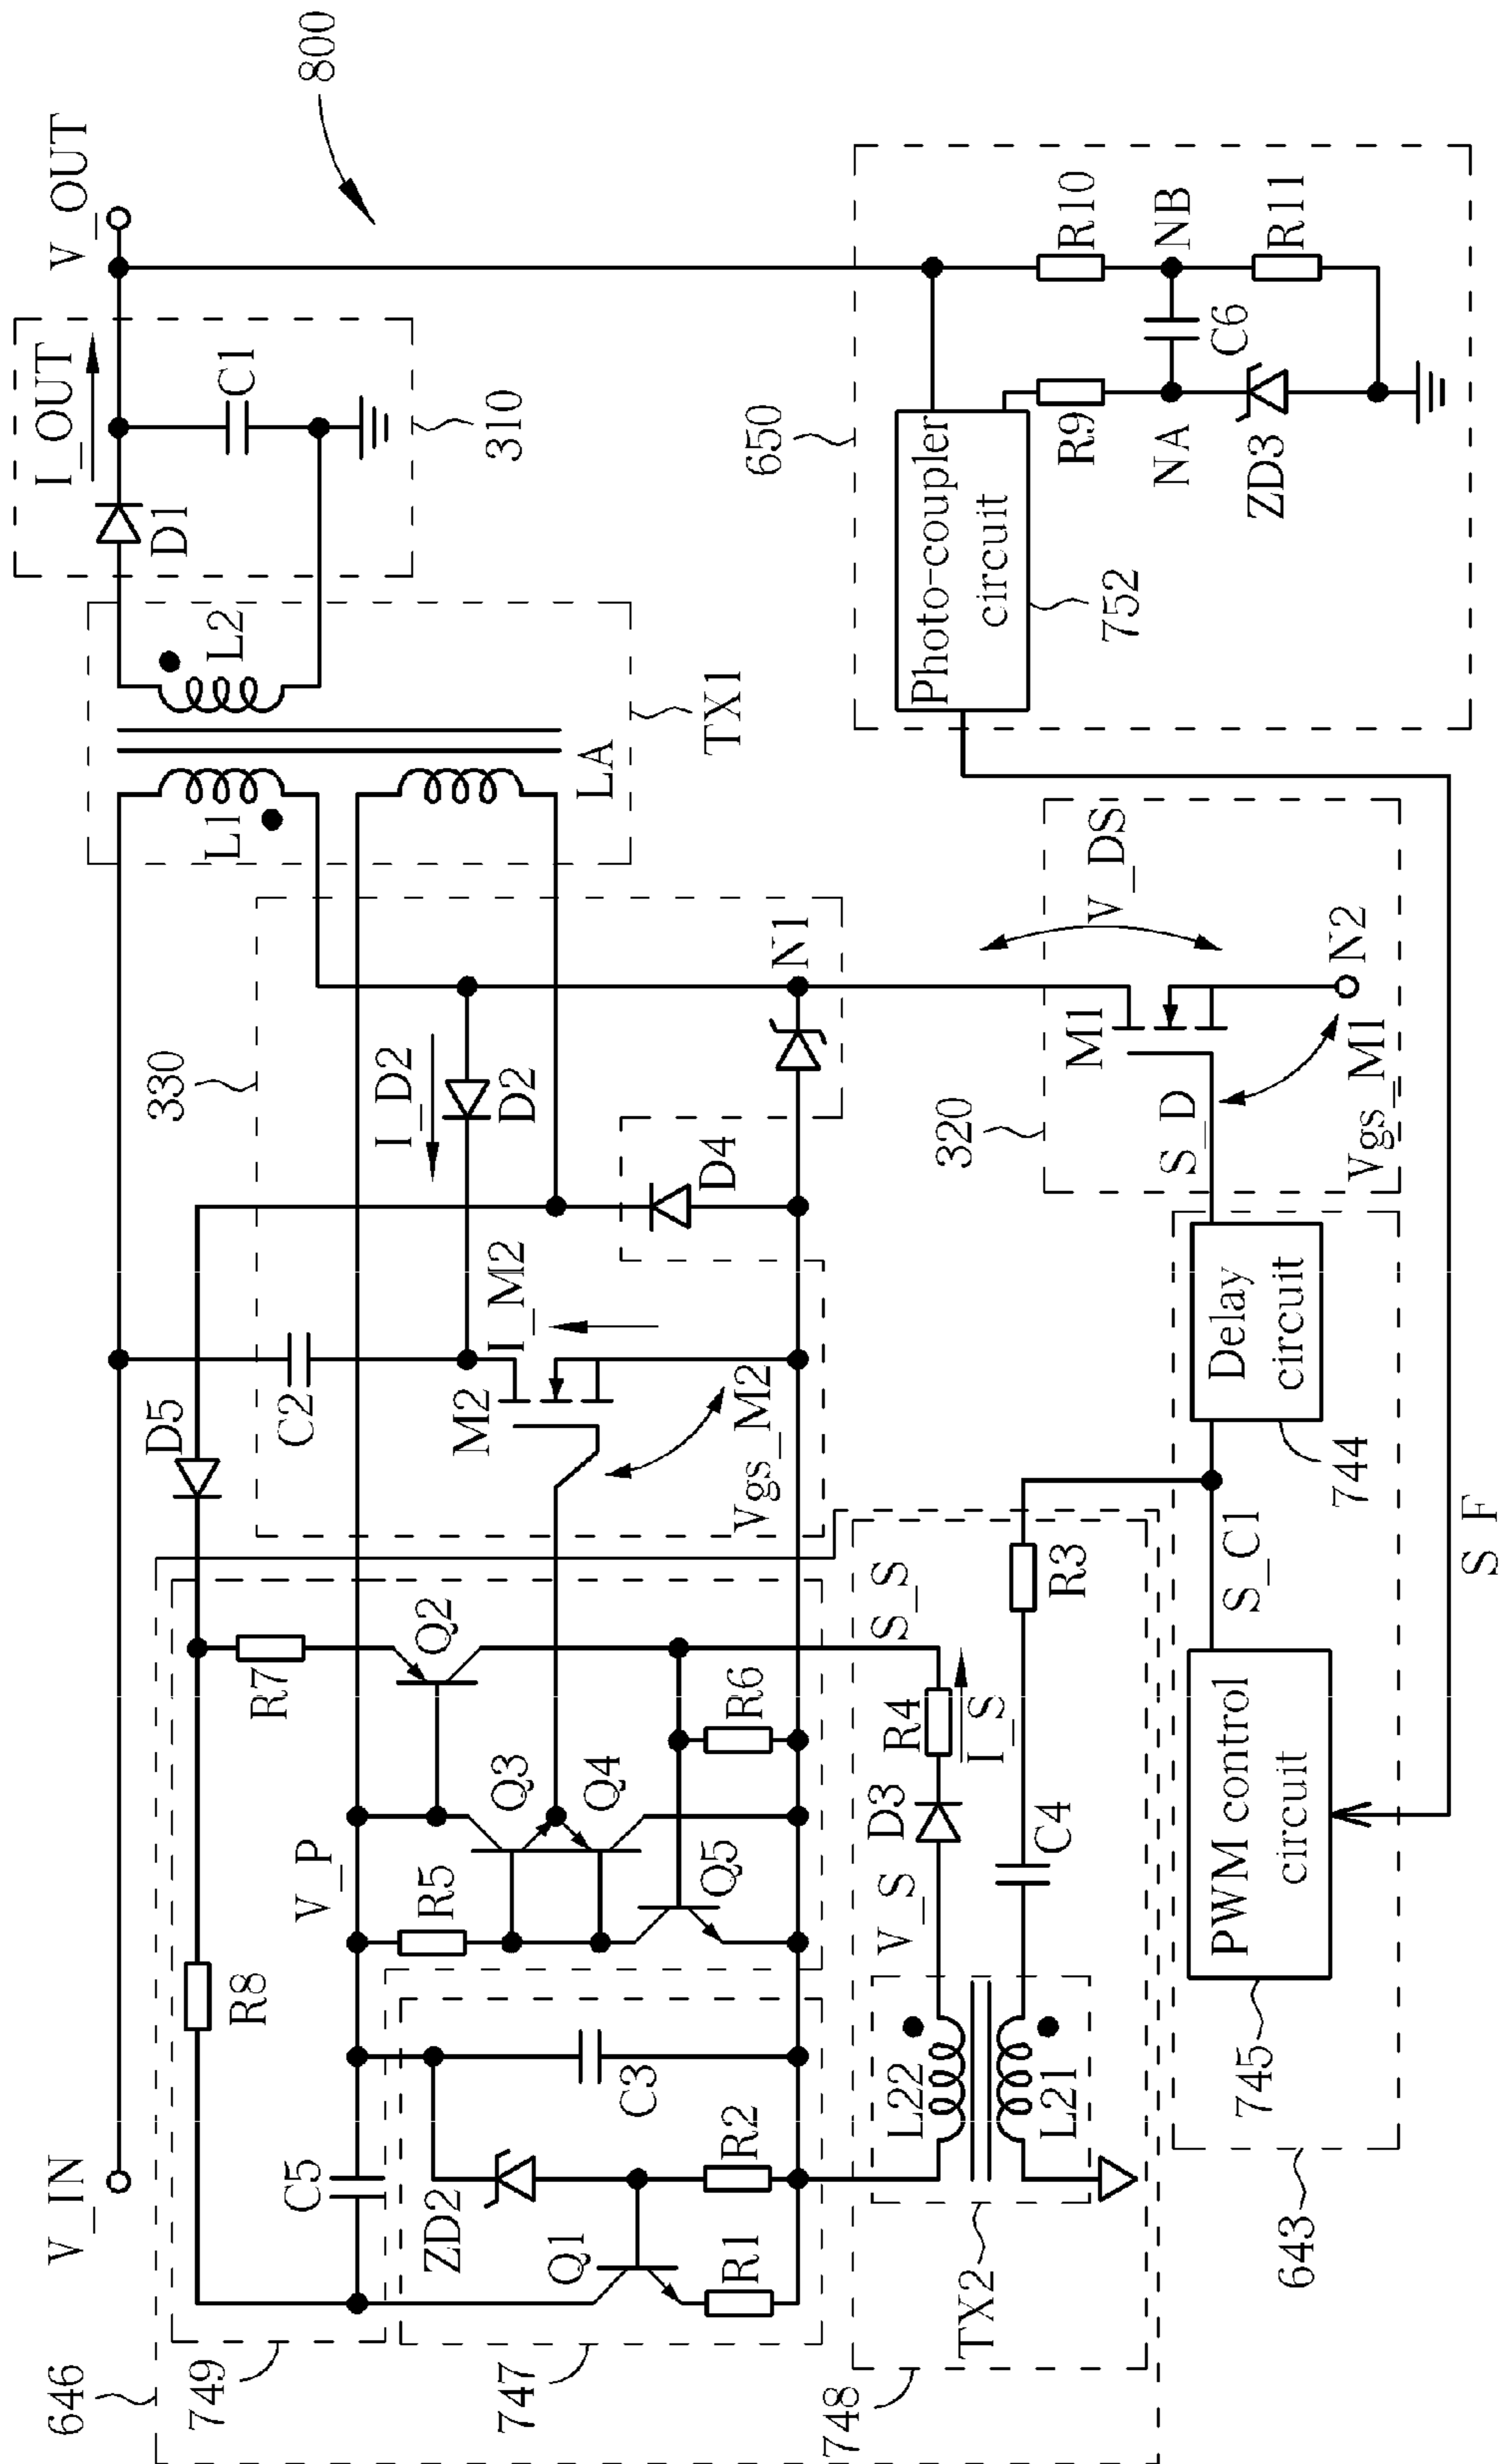 800
V_OUT
I_OUT
C1
D1
310
L2
L1
LA
TX1
V_IN
330
I_D2
D2
N1
D4
D5
C2
M2
I_M2
Vgs_M2
V_DS
M1
N2
S_D
Vgs_M1
320
R7
Q2
R8
V_P
R5
Q3
Q4
R6
Q5
C5
C3
ZD2
R2
Q1
R1
646
749
747
748
S_S
R4
I_S
D3
V_S
R3
C4
L22
L21
TX2
650
Photo-coupler
circuit
752
R10
NB
R11
C6
R9
NA
ZD3
Delay
circuit
744
S_C1
PWM control
circuit
745
643
S_F